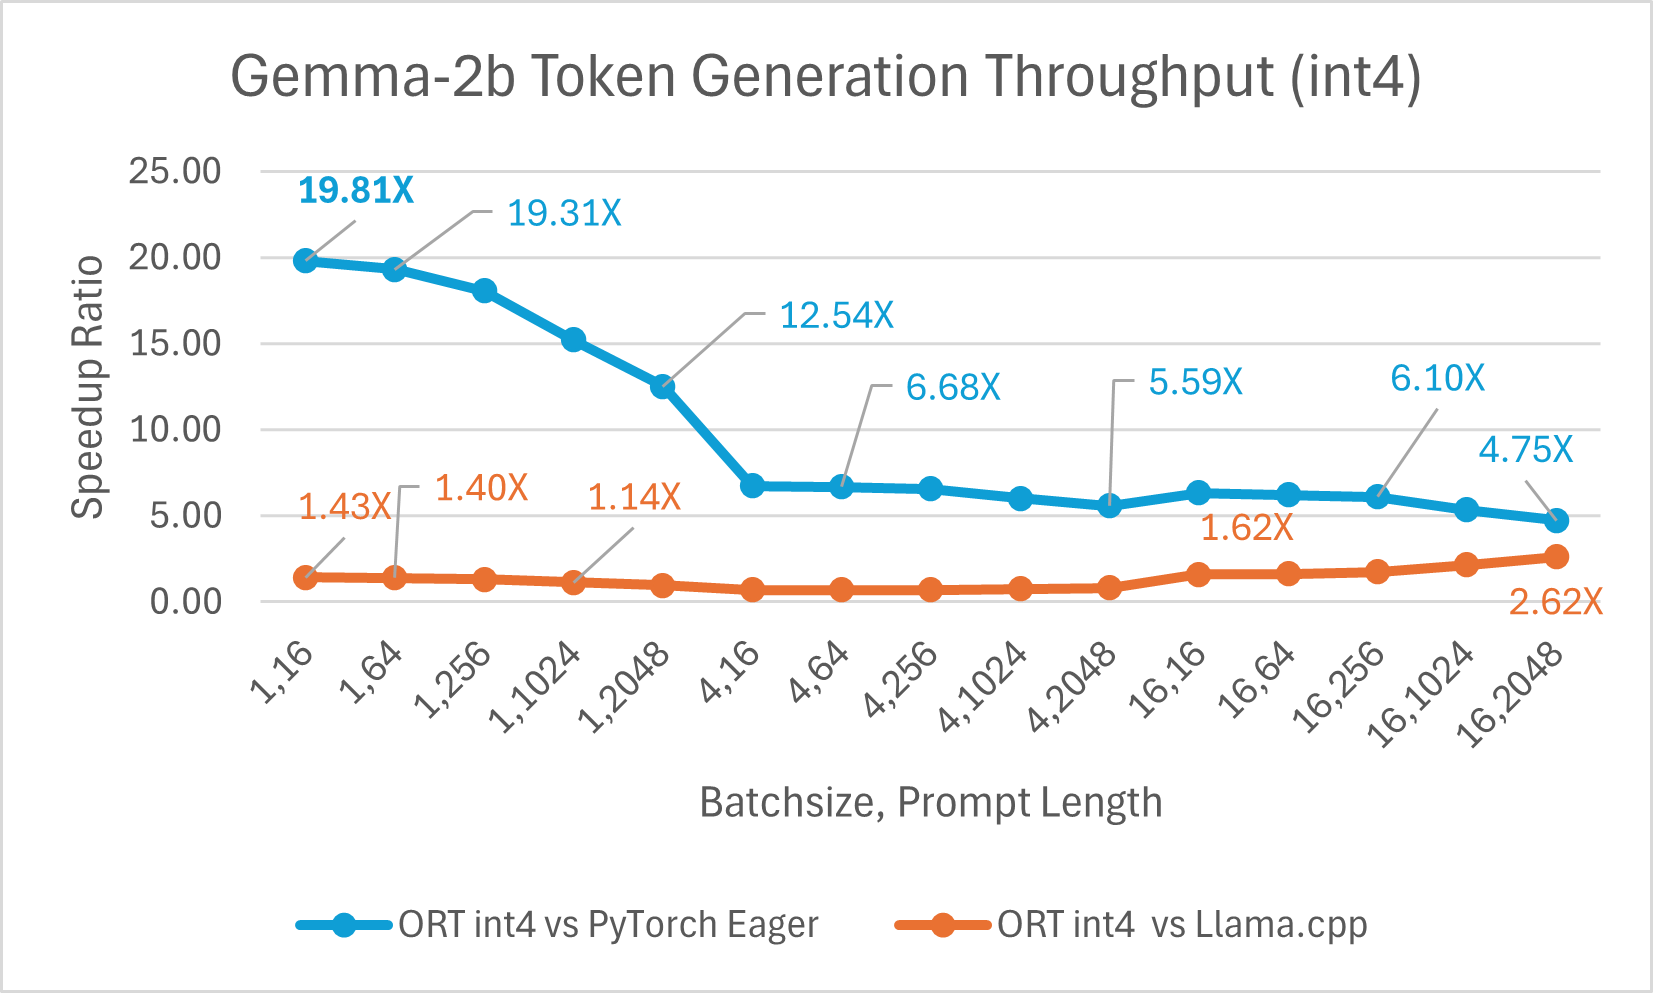 Gemma-2b Token Generation Throughput (int4)
Speedup Ratio
25.00
20.00
15.00
10.00
5.00
0.00
19.81X
19.31X
12.54X
6.68X
5.59X
6.10X
4.75X
1.43X
1.40X
1.14X
1.62X
2.62X
1,16
1,64
1,256
1,1024
1,2048
4,16
4,64
4,256
4,1024
4,2048
16,16
16,64
16,256
16,1024
16,2048
Batchsize, Prompt Length
ORT int4 vs PyTorch Eager
ORT int4 vs Llama.cpp